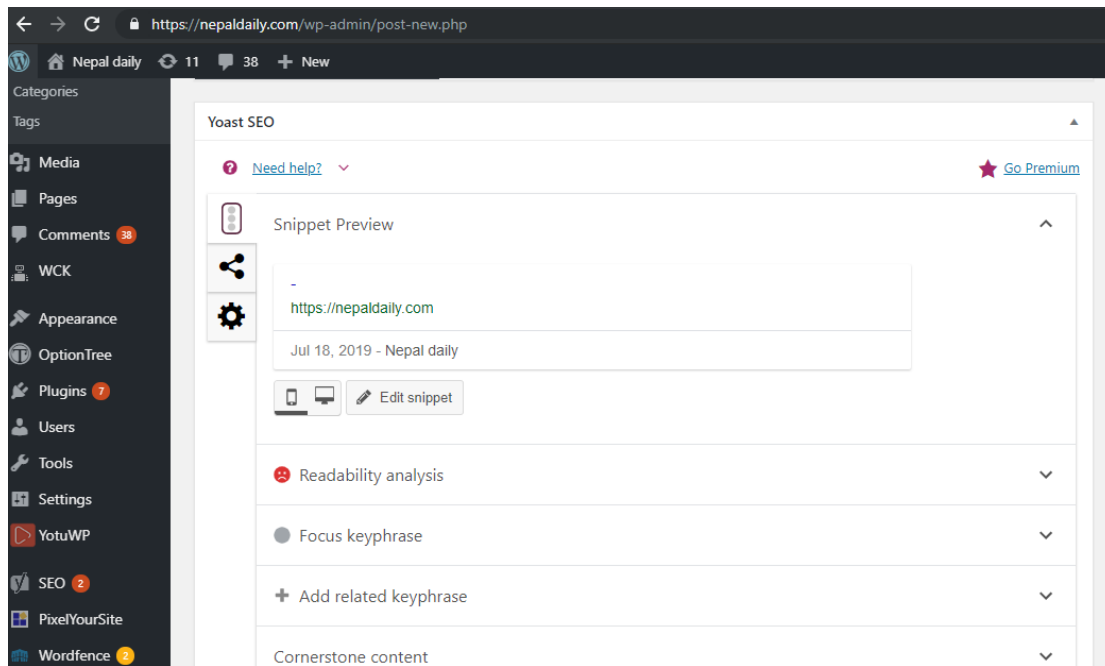 https://nepaldaily.com/wp-admin/post-new.php
Nepal daily 11 38 + New
Categories
Tags
Media
Pages
Comments 38
WCK
Appearance
OptionTree
Plugins 7
Users
Tools
Settings
YotuWP
SEO 2
PixelYourSite
Wordfence 2
Yoast SEO
Need help?
Go Premium
Snippet Preview
-
https://nepaldaily.com
Jul 18, 2019 - Nepal daily
Edit snippet
Readability analysis
Focus keyphrase
Add related keyphrase
Cornerstone content